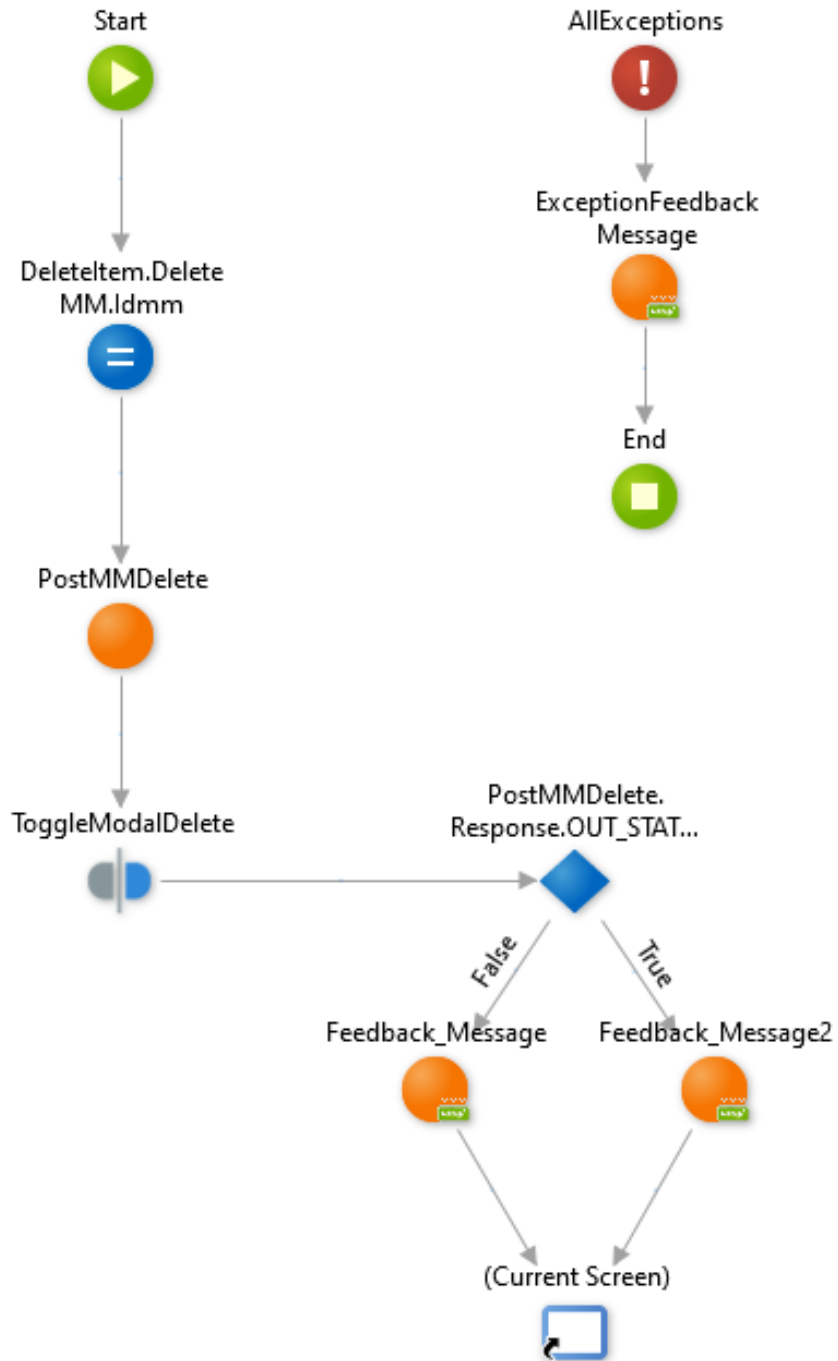 Start
AllExceptions
ExceptionFeedback
Message
DeleteItem.Delete
MM.Idmm
End
PostMMDelete
ToggleModalDelete
PostMMDelete.
Response.OUT_STAT...
False
True
Feedback_Message
Feedback_Message2
(Current Screen)